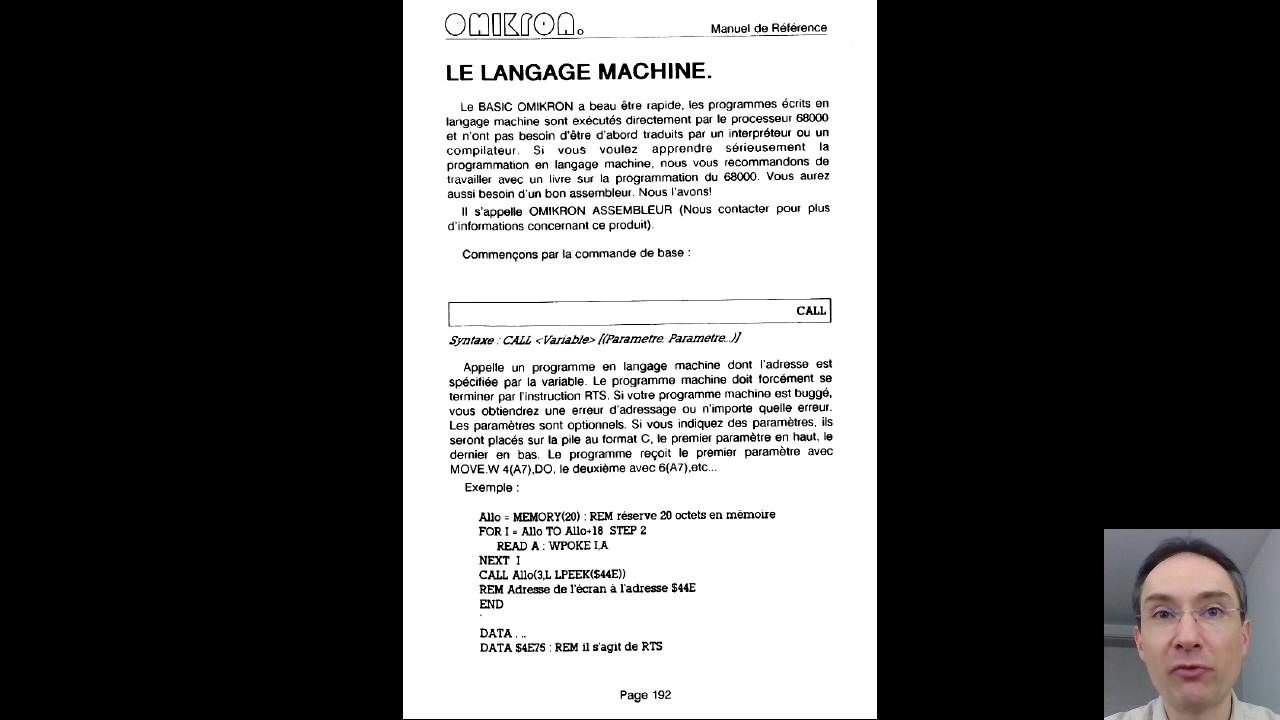 OMIKRON.
Manuel de Référence
LE LANGAGE MACHINE.
Le BASIC OMIKRON a beau être rapide, les programmes écrits en
langage machine sont exécutés directement par le processeur 68000
et n'ont pas besoin d'être d'abord traduits par un interpréteur ou un
compilateur. Si vous voulez apprendre sérieusement la
programmation en langage machine, nous vous recommandons de
travailler avec un livre sur la programmation du 68000. Vous aurez
aussi besoin d'un bon assembleur. Nous l'avons!
Il s'appelle OMIKRON ASSEMBLEUR (Nous contacter pour plus
d'informations concernant ce produit).
Commençons par la commande de base :
CALL
Syntaxe : CALL <Variable> [(Parametre, Parametre..)]
Appelle un programme en langage machine dont l'adresse est
spécifiée par la variable. Le programme machine doit forcément se
terminer par l'instruction RTS. Si votre programme machine est buggé,
vous obtiendrez une erreur d'adressage ou n'importe quelle erreur.
Les paramètres sont optionnels. Si vous indiquez des paramètres, ils
seront placés sur la pile au format C, le premier paramètre en haut, le
dernier en bas. Le programme reçoit le premier paramètre avec
MOVE.W 4(A7),DO, le deuxième avec 6(A7),etc...
Exemple :
Allo = MEMORY(20) : REM réserve 20 octets en mémoire
FOR I = Allo TO Allo+18 STEP 2
READ A : WPOKE I,A
NEXT I
CALL Allo(3,L LPEEK($44E))
REM Adresse de l'écran à l'adresse $44E
END
'
DATA . ..
DATA $4E75 : REM il s'agit de RTS
Page 192